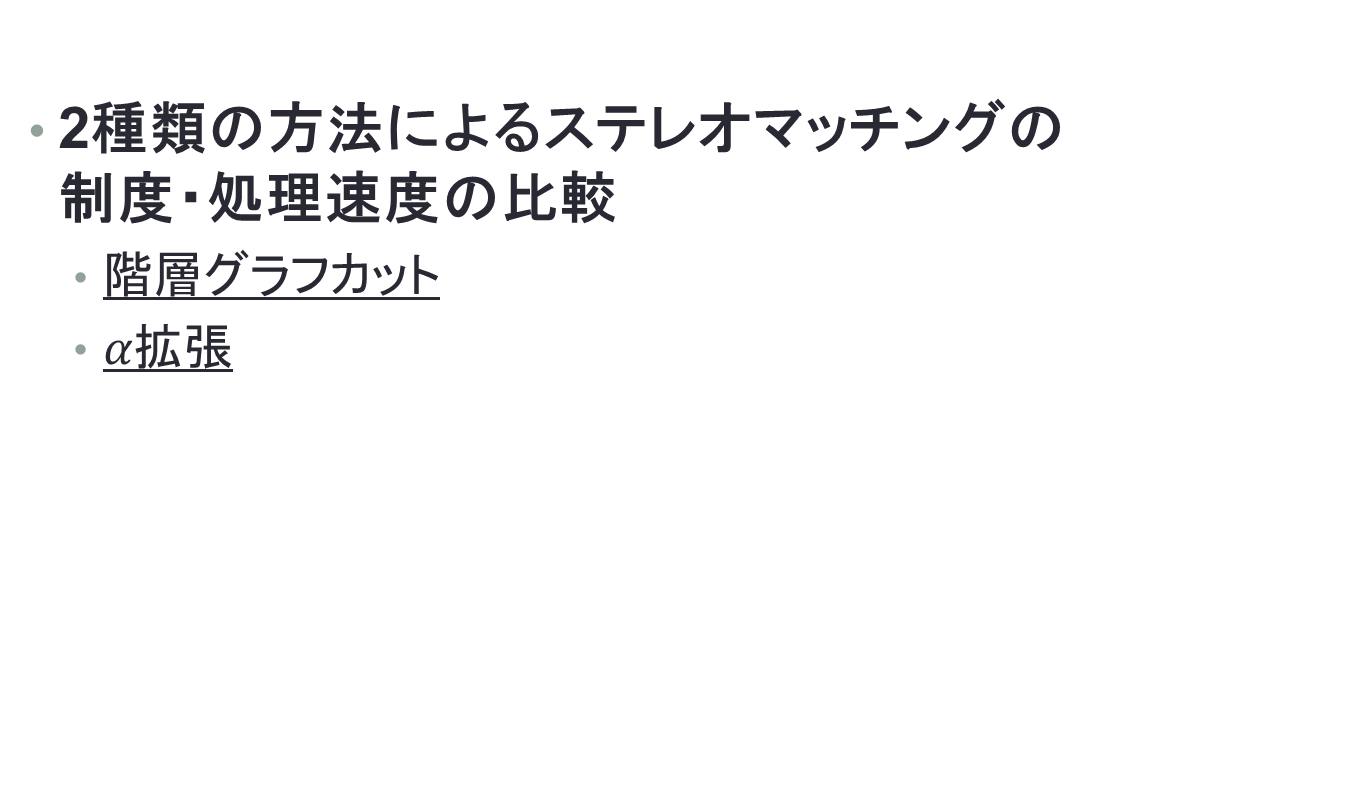 • 2種類の方法によるステレオマッチングの
制度・処理速度の比較
• 階層グラフカット
• α拡張